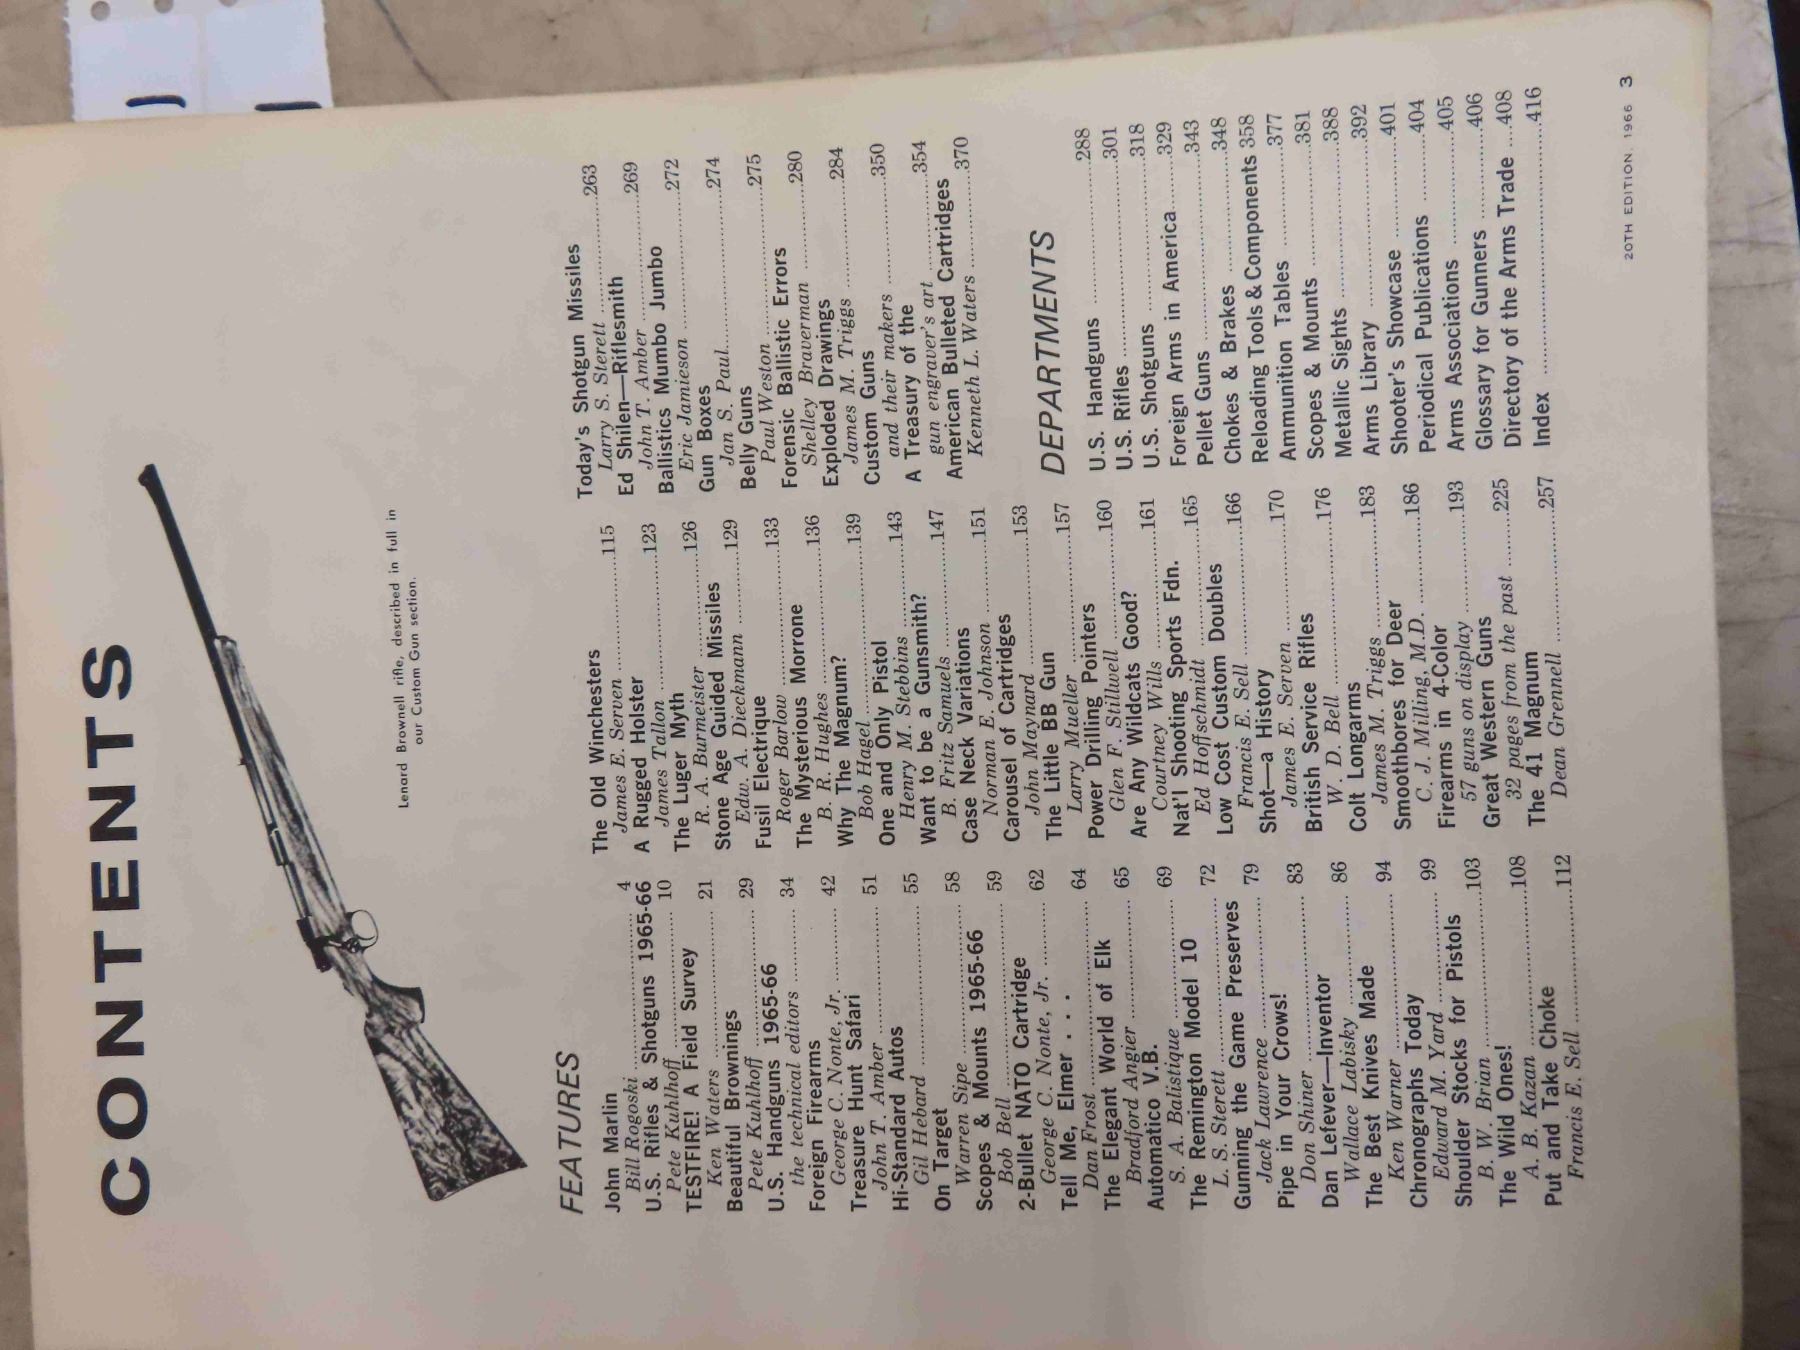 CONTENTS
Lenard Brownell rifle, described in full in
our Custom Gun section.
FEATURES
John Marlin
Bill Rogoski ........ 4
U.S. Rifles & Shotguns 1965-66
Pete Kuhlhoff ........ 10
TESTFIRE! A Field Survey
Ken Waters ........ 21
Beautiful Brownings
Pete Kuhlhoff ........ 29
U.S. Handguns 1965-66
the technical editors ........ 34
Foreign Firearms
George C. Nonte, Jr. ........ 42
Treasure Hunt Safari
John T. Amber ........ 51
Hi-Standard Autos
Gil Hebard ........ 55
On Target
Warren Sipe ........ 58
Scopes & Mounts 1965-66
Bob Bell ........ 59
2-Bullet NATO Cartridge
George C. Nonte, Jr. ........ 62
Tell Me, Elmer . . .
Dan Frost ........ 64
The Elegant World of Elk
Bradford Angier ........ 65
Automatico V.B.
S. A. Balistique ........ 69
The Remington Model 10
L. S. Sterett ........ 72
Gunning the Game Preserves
Jack Lawrence ........ 79
Pipe in Your Crows!
Don Shiner ........ 83
Dan Lefever—Inventor
Wallace Labisky ........ 86
The Best Knives Made
Ken Warner ........ 94
Chronographs Today
Edward M. Yard ........ 99
Shoulder Stocks for Pistols
B. W. Brian ........ 103
The Wild Ones!
A. B. Kazan ........ 108
Put and Take Choke
Francis E. Sell ........ 112
The Old Winchesters
James E. Serven ........ 115
A Rugged Holster
James Tallon ........ 123
The Luger Myth
R. A. Burmeister ........ 126
Stone Age Guided Missiles
Edw. A. Dieckmann ........ 129
Fusil Electrique
Roger Barlow ........ 133
The Mysterious Morrone
B. R. Hughes ........ 136
Why The Magnum?
Bob Hagel ........ 139
One and Only Pistol
Henry M. Stebbins ........ 143
Want to be a Gunsmith?
B. Fritz Samuels ........ 147
Case Neck Variations
Norman E. Johnson ........ 151
Carousel of Cartridges
John Maynard ........ 153
The Little BB Gun
Larry Mueller ........ 157
Power Drilling Pointers
Glen F. Stillwell ........ 160
Are Any Wildcats Good?
Courtney Wills ........ 161
Nat'l Shooting Sports Fdn.
Ed Hoffschmidt ........ 165
Low Cost Custom Doubles
Francis E. Sell ........ 166
Shot—a History
James E. Serven ........ 170
British Service Rifles
W. D. Bell ........ 176
Colt Longarms
James M. Triggs ........ 183
Smoothbores for Deer
C. J. Milling, M.D. ........ 186
Firearms in 4-Color
57 guns on display ........ 193
Great Western Guns
32 pages from the past ........ 225
The 41 Magnum
Dean Grennell ........ 257
Today's Shotgun Missiles
Larry S. Sterett ........ 263
Ed Shilen—Riflesmith
John T. Amber ........ 269
Ballistics Mumbo Jumbo
Eric Jamieson ........ 272
Gun Boxes
Jan S. Paul ........ 274
Belly Guns
Paul Weston ........ 275
Forensic Ballistic Errors
Shelley Braverman ........ 280
Exploded Drawings
James M. Triggs ........ 284
Custom Guns
and their makers ........ 350
A Treasury of the
gun engraver's art ........ 354
American Bulleted Cartridges
Kenneth L. Waters ........ 370
DEPARTMENTS
U.S. Handguns ........ 288
U.S. Rifles ........ 301
U.S. Shotguns ........ 318
Foreign Arms in America ........ 329
Pellet Guns ........ 343
Chokes & Brakes ........ 348
Reloading Tools & Components 358
Ammunition Tables ........ 377
Scopes & Mounts ........ 381
Metallic Sights ........ 388
Arms Library ........ 392
Shooter's Showcase ........ 401
Periodical Publications ........ 404
Arms Associations ........ 405
Glossary for Gunners ........ 406
Directory of the Arms Trade ........ 408
Index ........ 416
20TH EDITION, 1966 3